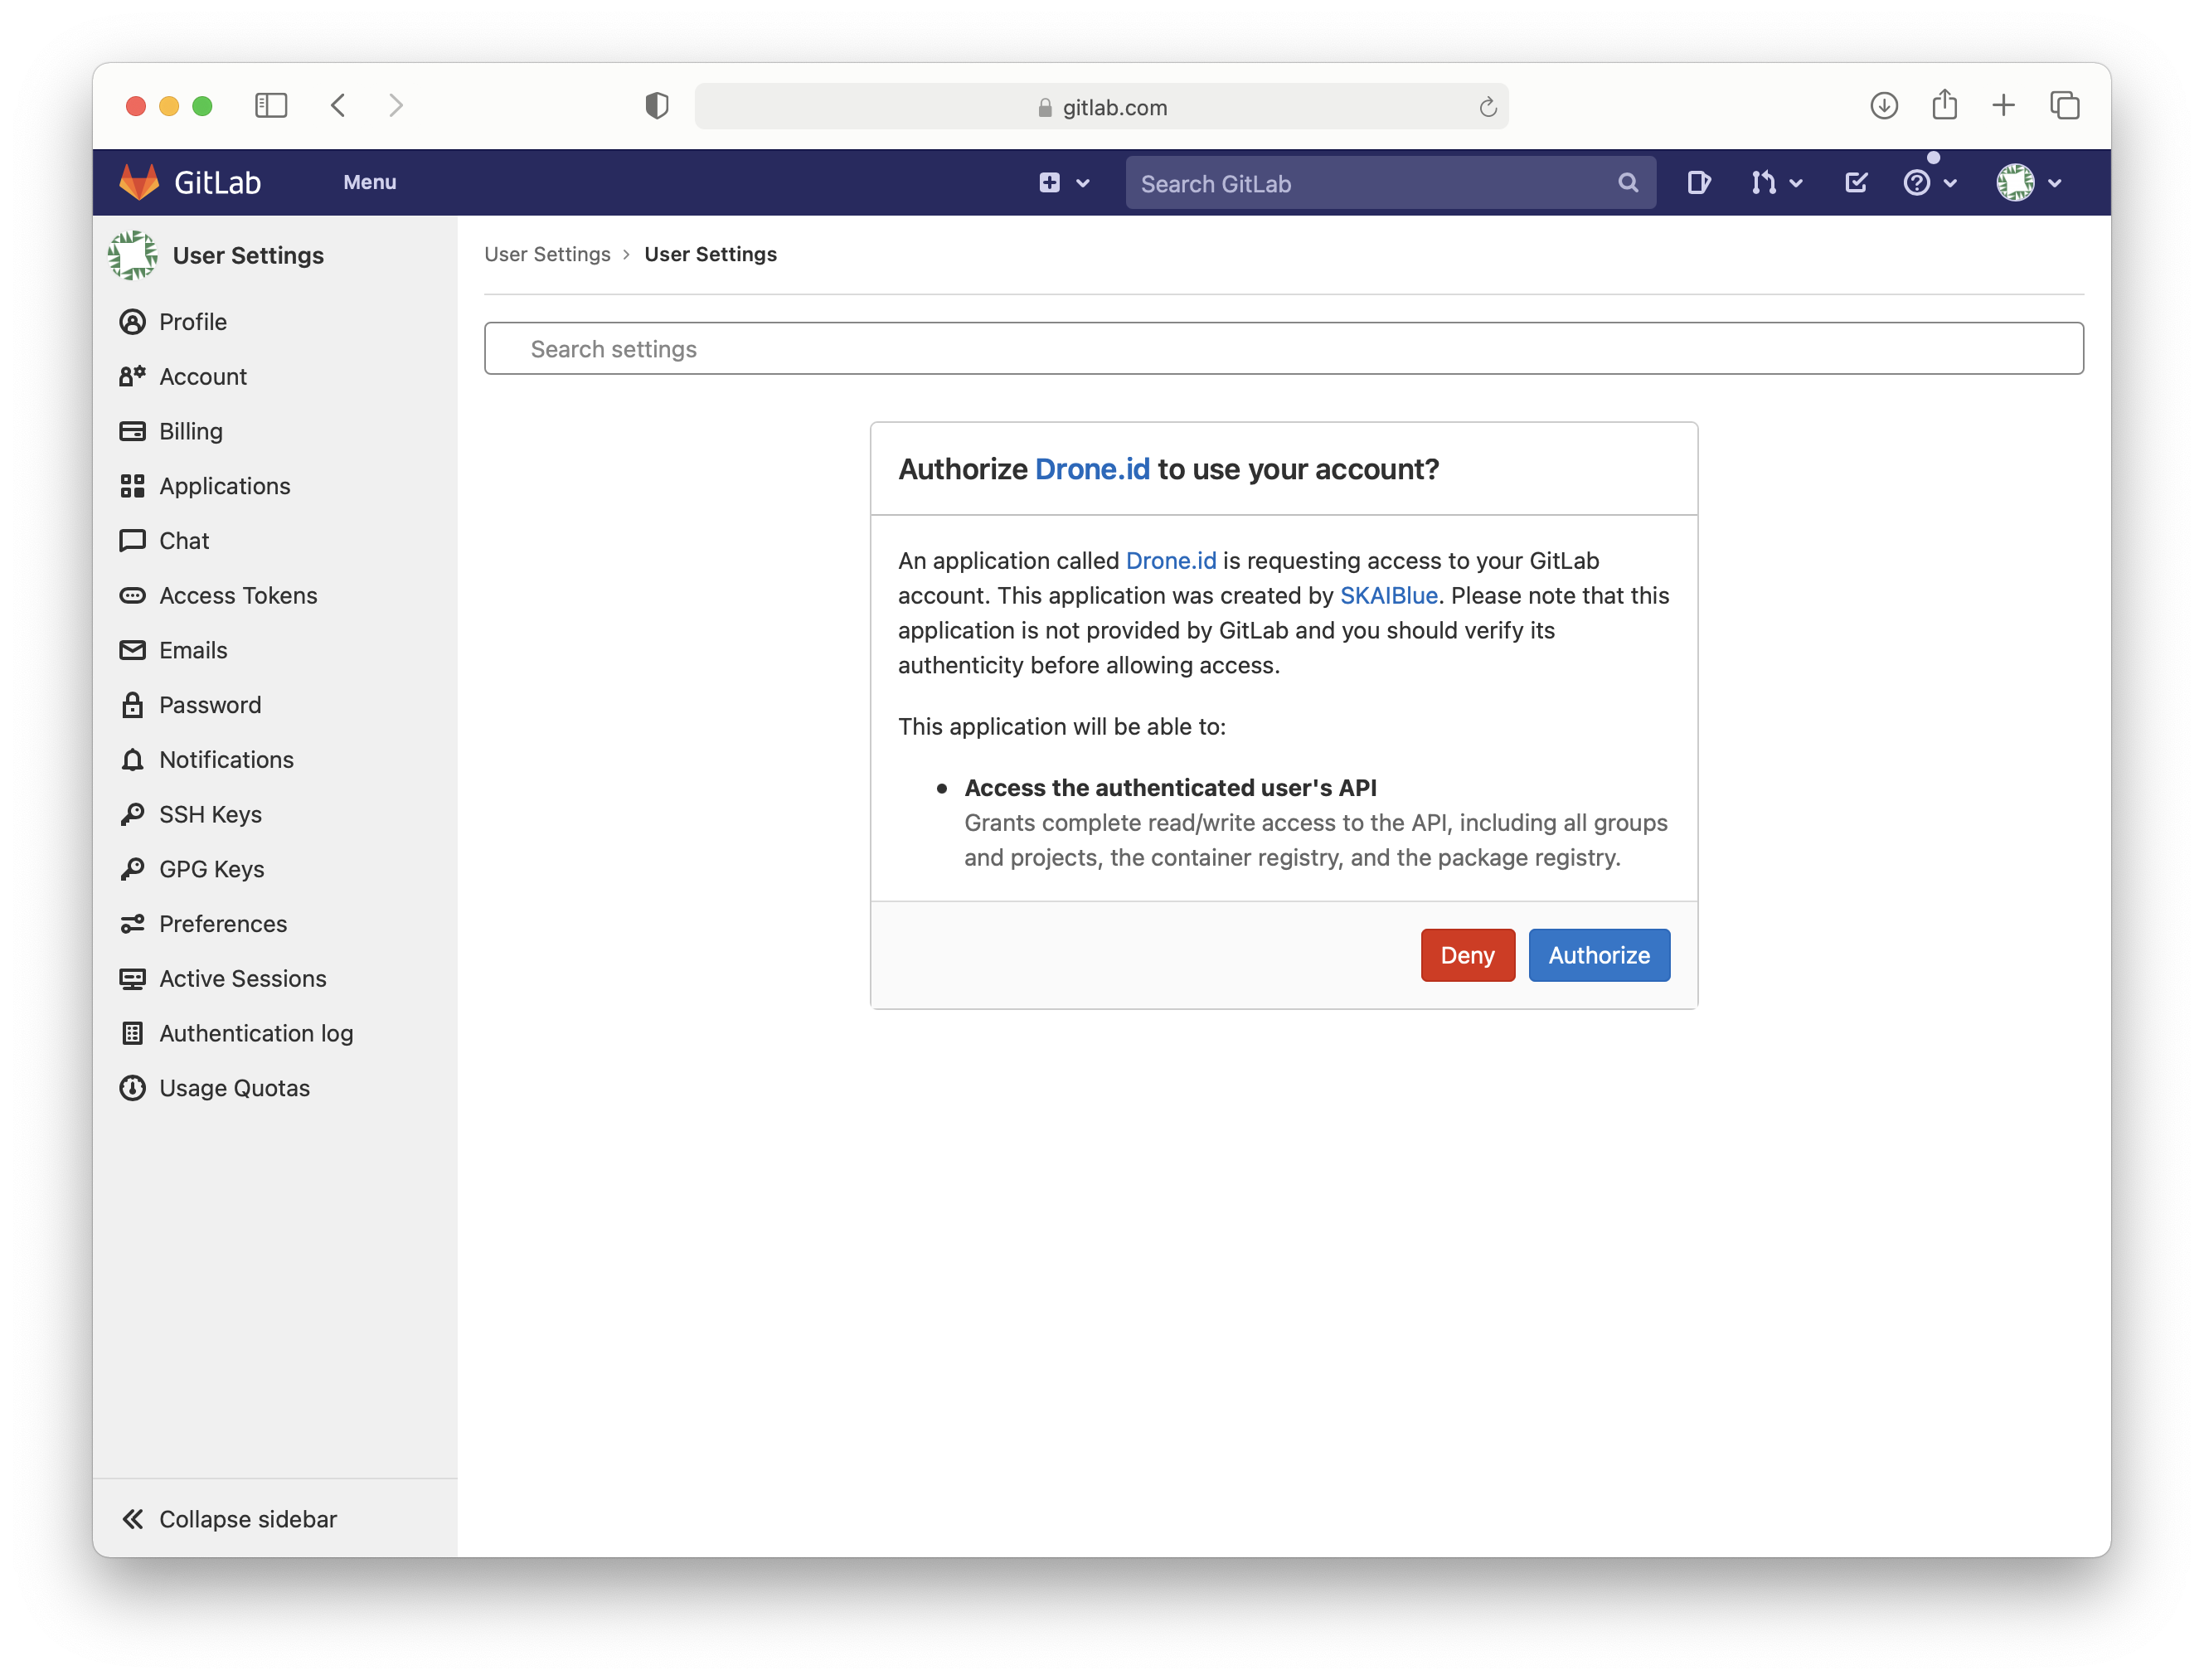 gitlab.com
GitLab
Menu
Search GitLab
User Settings
Profile
Account
Billing
Applications
Chat
Access Tokens
Emails
Password
Notifications
SSH Keys
GPG Keys
Preferences
Active Sessions
Authentication log
Usage Quotas
Collapse sidebar
User Settings › User Settings
Search settings
Authorize Drone.id to use your account?
An application called Drone.id is requesting access to your GitLab
account. This application was created by SKAIBlue. Please note that this
application is not provided by GitLab and you should verify its
authenticity before allowing access.
This application will be able to:
• Access the authenticated user's API
Grants complete read/write access to the API, including all groups
and projects, the container registry, and the package registry.
Deny
Authorize